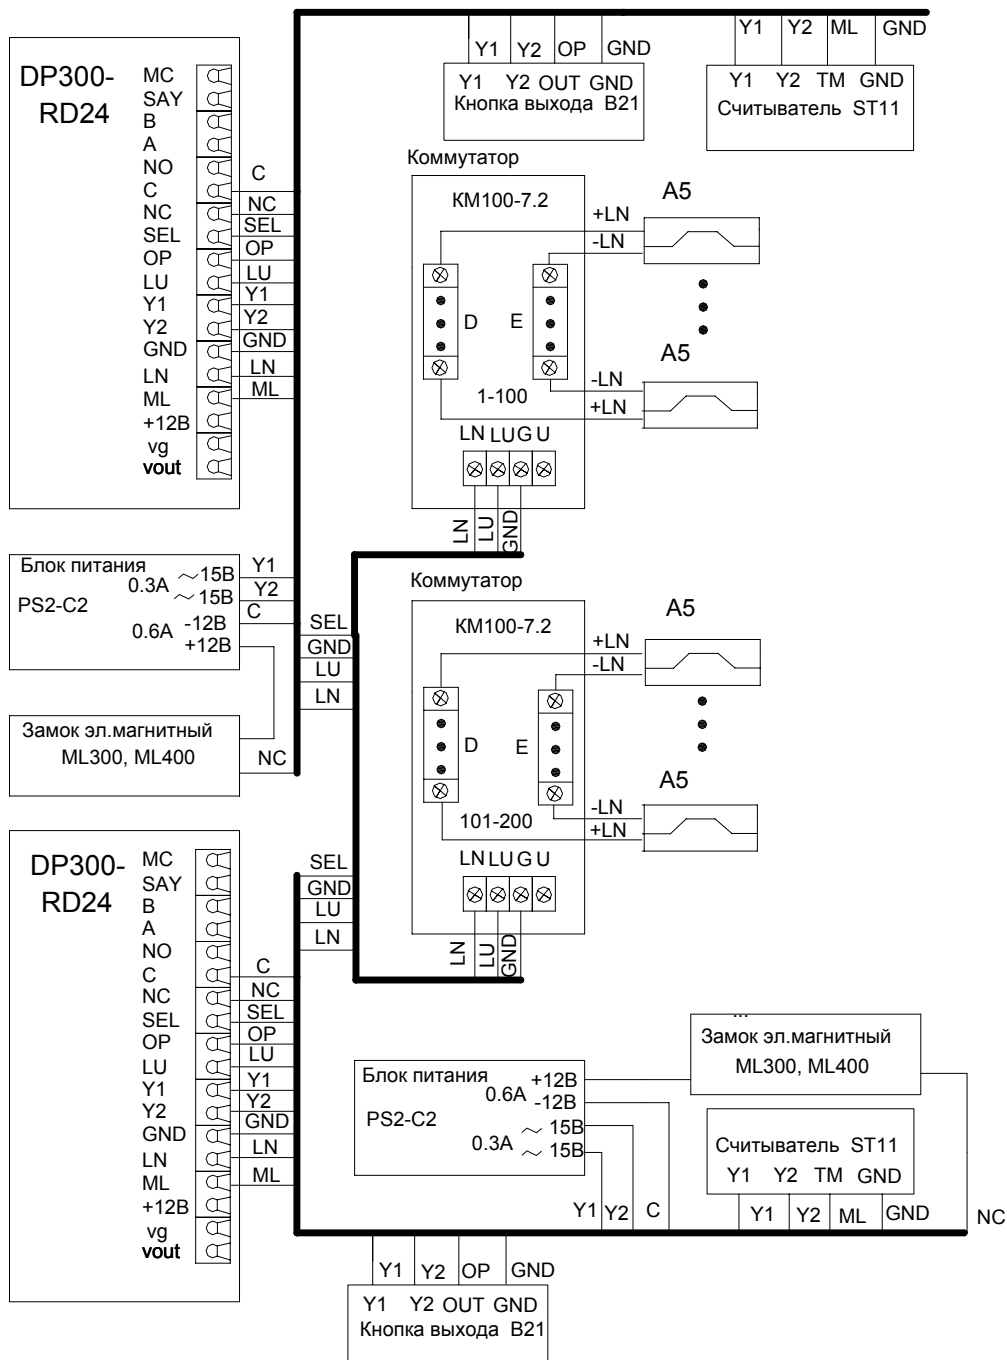 Y1 Y2 OP GND
Y1 Y2 OUT GND
Кнопка выхода B21
Y1 Y2 ML GND
Y1 Y2 TM GND
Считыватель ST11
DP300-
RD24
MC
SAY
B
A
NO
C
NC
SEL
OP
LU
Y1
Y2
GND
LN
ML
+12В
vg
vout
C
NC
SEL
OP
LU
Y1
Y2
GND
LN
ML
Коммутатор
КМ100-7.2
D E
1-100
LN LU G U
LN LU GND
+LN
-LN
A5
A5
-LN
+LN
Блок питания
PS2-C2
0.3А ～15В
～15В
0.6А -12В
+12В
Y1
Y2
C
Замок эл.магнитный
ML300, ML400
NC
SEL
GND
LU
LN
Коммутатор
КМ100-7.2
D E
101-200
LN LU G U
LN LU GND
+LN
-LN
A5
A5
-LN
+LN
SEL
GND
LU
LN
DP300-
RD24
MC
SAY
B
A
NO
C
NC
SEL
OP
LU
Y1
Y2
GND
LN
ML
+12В
vg
vout
C
NC
SEL
OP
LU
Y1
Y2
GND
LN
ML
Блок питания
PS2-C2
0.6А +12В
-12В
0.3А ～ 15В
～ 15В
Y1 Y2 C
...
Замок эл.магнитный
ML300, ML400
Считыватель ST11
Y1 Y2 TM GND
Y1 Y2 ML GND
NC
Y1 Y2 OP GND
Y1 Y2 OUT GND
Кнопка выхода B21